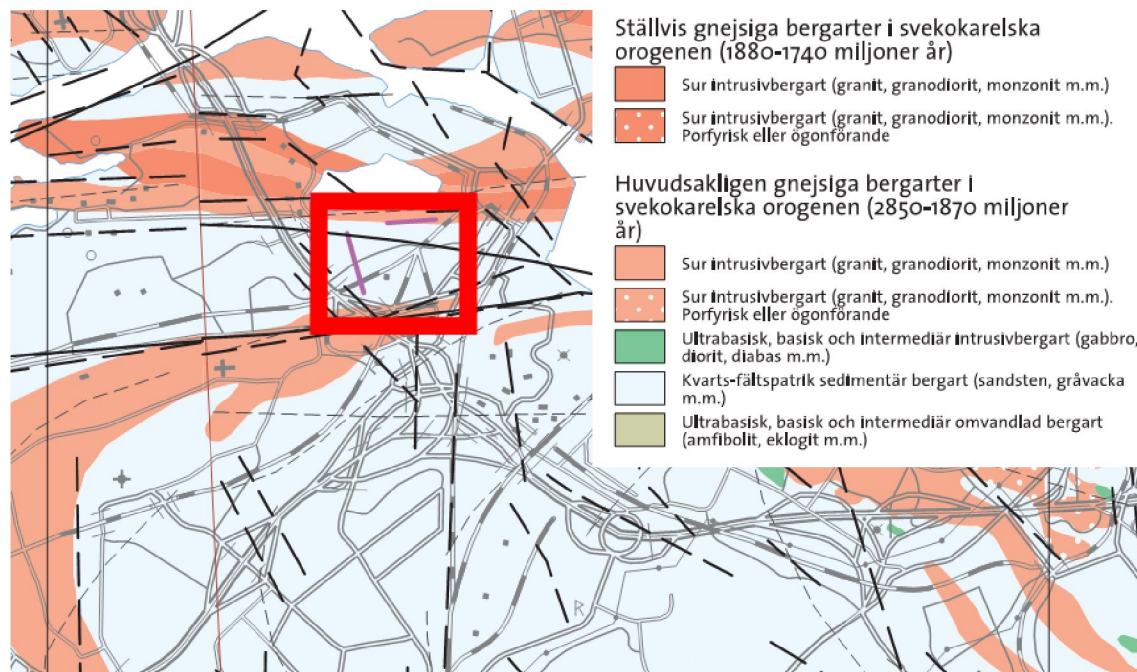 Ställvis gnejsiga bergarter i svekokarelska
orogenen (1880-1740 miljoner år)
Sur intrusivbergart (granit, granodiorit, monzonit m.m.)
Sur intrusivbergart (granit, granodiorit, monzonit m.m.).
Porfyrisk eller ögonförande
Huvudsakligen gnejsiga bergarter i
svekokarelska orogenen (2850-1870 miljoner
år)
Sur intrusivbergart (granit, granodiorit, monzonit m.m.)
Sur intrusivbergart (granit, granodiorit, monzonit m.m.).
Porfyrisk eller ögonförande
Ultrabasisk, basisk och intermediär intrusivbergart (gabbro,
diorit, diabas m.m.)
Kvarts-fältspatrik sedimentär bergart (sandsten, gråvacka
m.m.)
Ultrabasisk, basisk och intermediär omvandlad bergart
(amfibolit, eklogit m.m.)
R